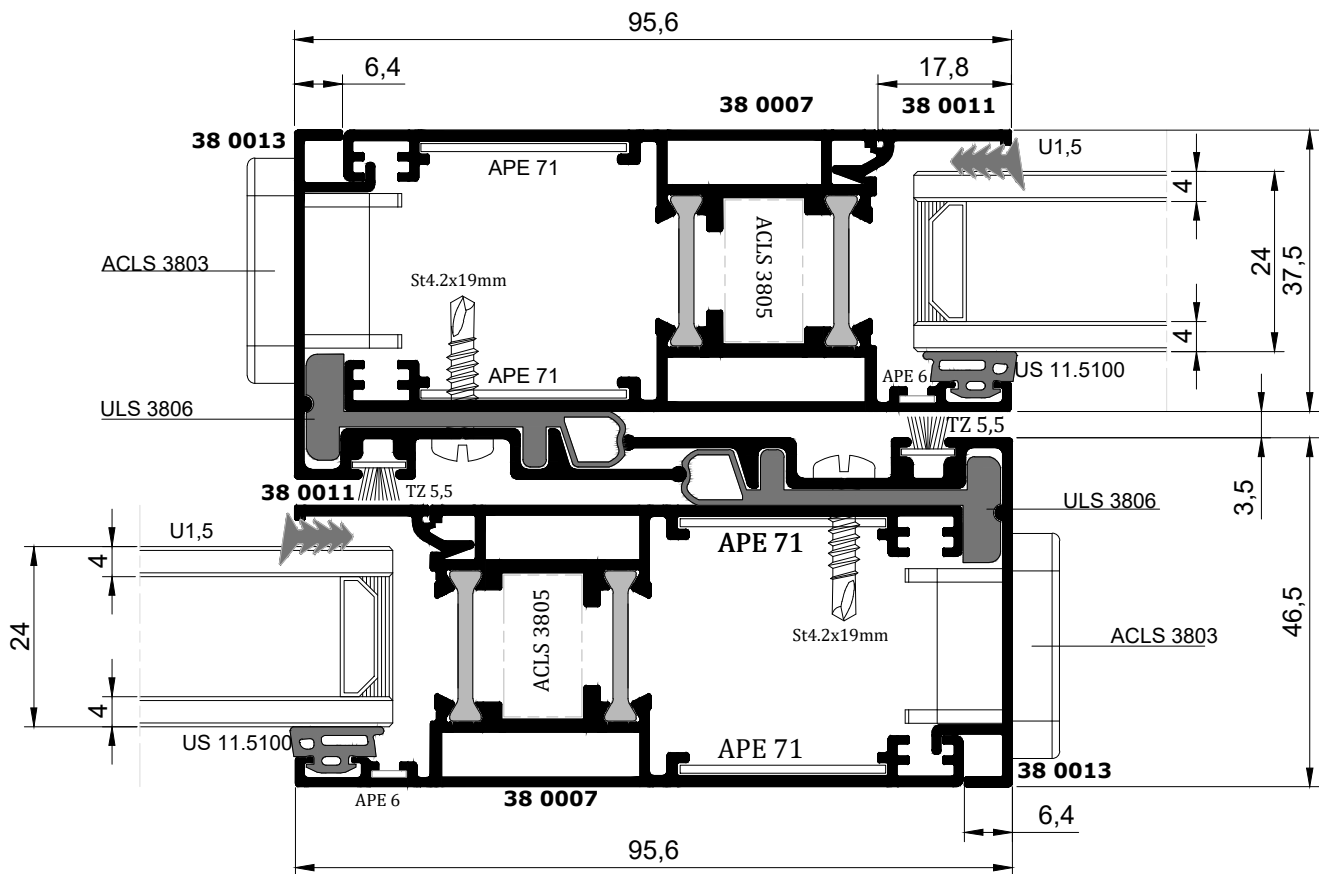 95,6
6,4
17,8
38 0007
38 0011
38 0013
U1,5
APE 71
4
ACLS 3803
ACLS 3805
24
37,5
St4.2x19mm
4
APE 71
APE 6
US 11.5100
ULS 3806
TZ 5,5
38 0011
TZ 5,5
3,5
ULS 3806
U1,5
APE 71
4
ACLS 3805
St4.2x19mm
24
46,5
ACLS 3803
4
US 11.5100
APE 71
38 0013
APE 6
38 0007
6,4
95,6